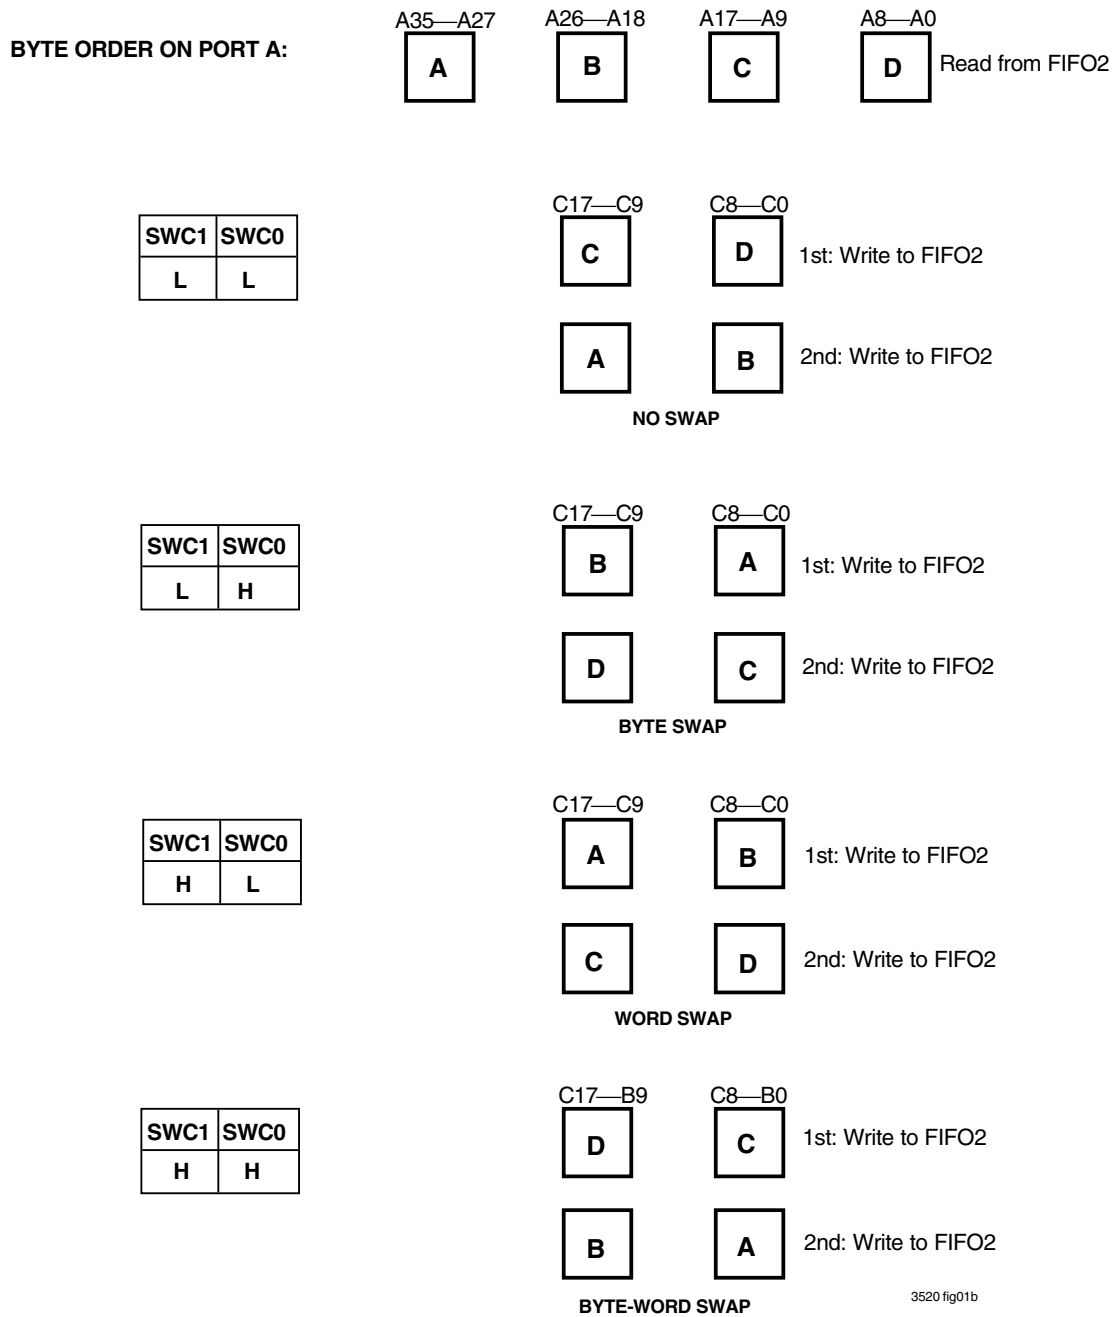 A35—A27 A26—A18 A17—A9 A8—A0
BYTE ORDER ON PORT A: A B C D Read from FIFO2
C17—C9 C8—C0
SWC1 SWC0
L L
C D 1st: Write to FIFO2
A B 2nd: Write to FIFO2
NO SWAP
C17—C9 C8—C0
SWC1 SWC0
L H
B A 1st: Write to FIFO2
D C 2nd: Write to FIFO2
BYTE SWAP
C17—C9 C8—C0
SWC1 SWC0
H L
A B 1st: Write to FIFO2
C D 2nd: Write to FIFO2
WORD SWAP
C17—B9 C8—B0
SWC1 SWC0
H H
D C 1st: Write to FIFO2
B A 2nd: Write to FIFO2
3520 fig01b
BYTE-WORD SWAP